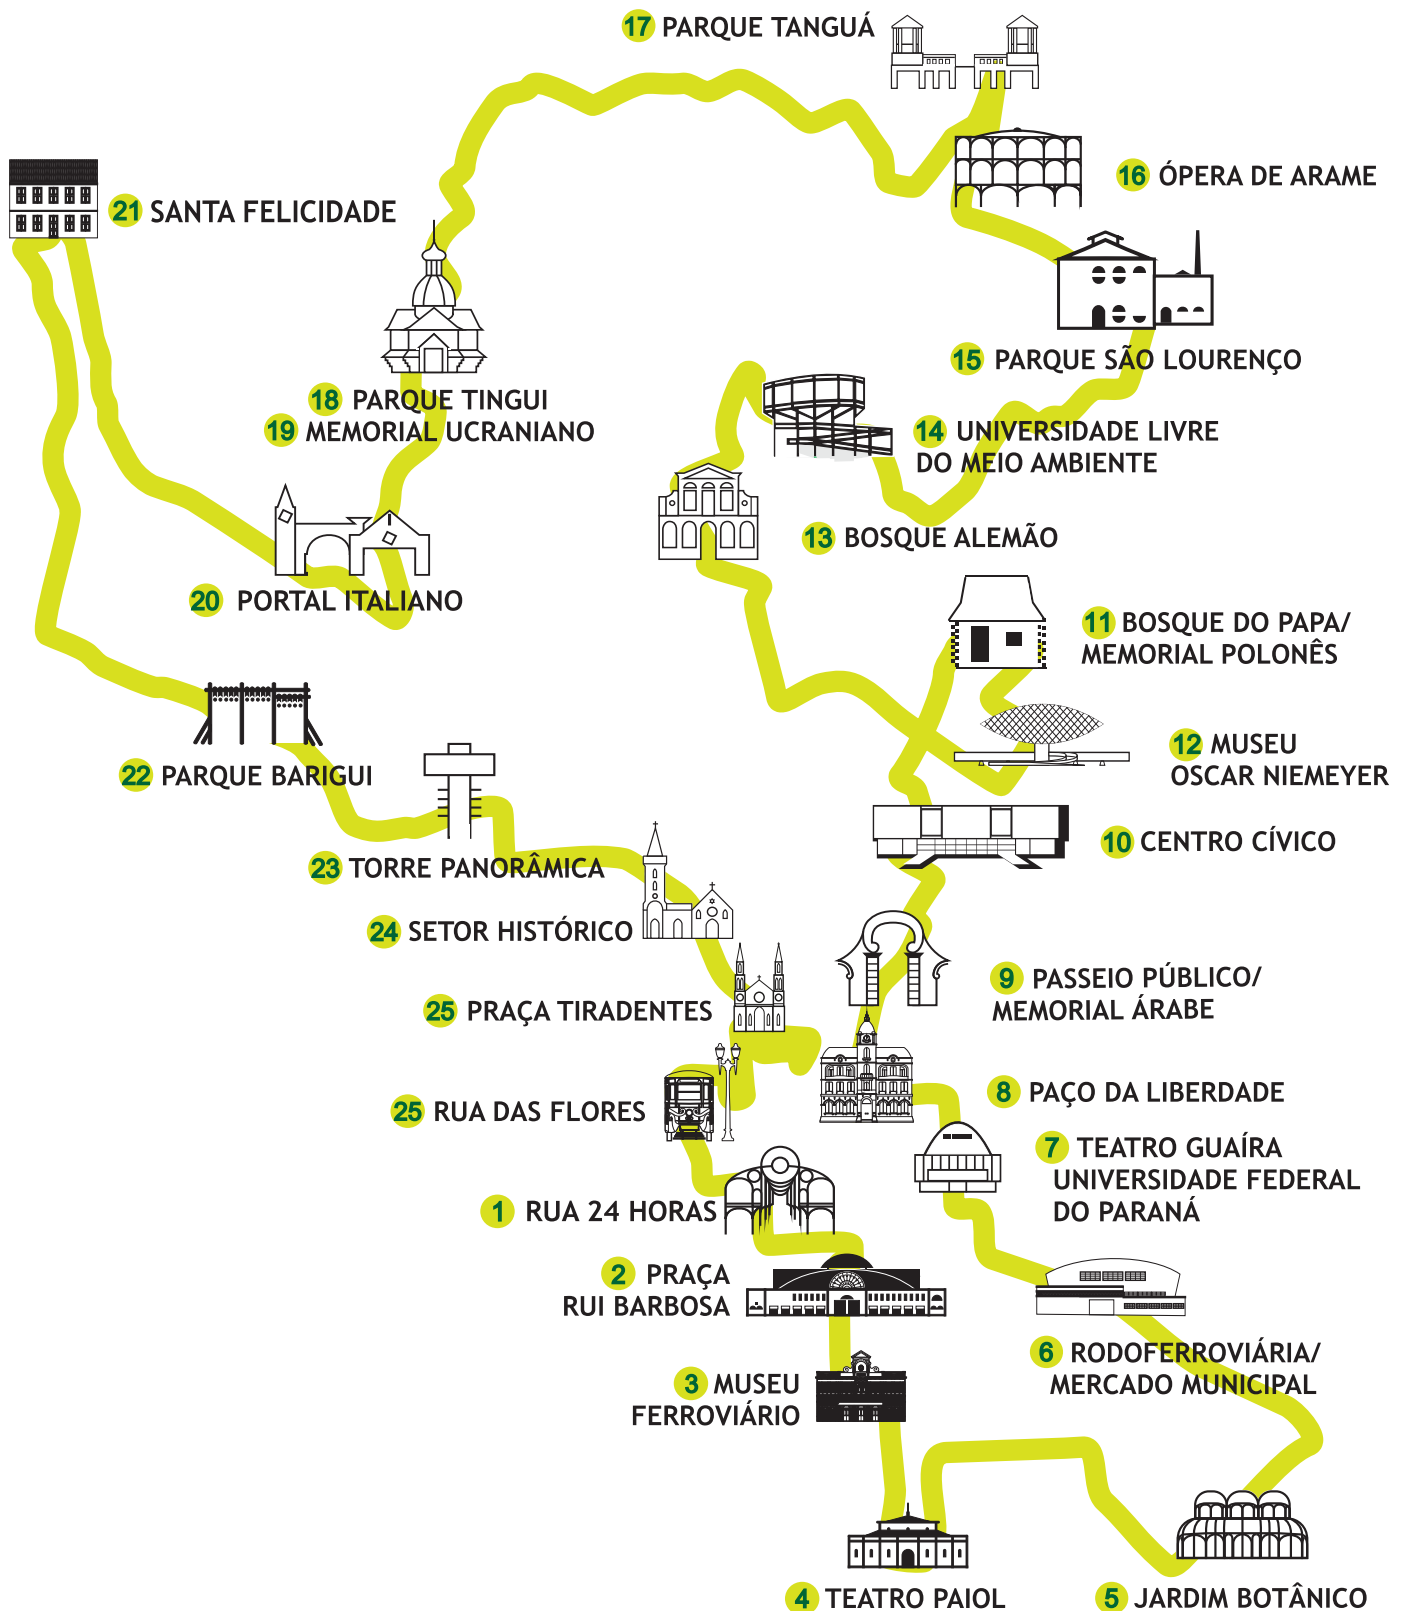 17 PARQUE TANGUÁ
16 ÓPERA DE ARAME
21 SANTA FELICIDADE
15 PARQUE SÃO LOURENÇO
18 PARQUE TINGUI
19 MEMORIAL UCRANIANO
14 UNIVERSIDADE LIVRE
DO MEIO AMBIENTE
13 BOSQUE ALEMÃO
20 PORTAL ITALIANO
11 BOSQUE DO PAPA/
MEMORIAL POLONÊS
12 MUSEU
OSCAR NIEMEYER
22 PARQUE BARIGUI
10 CENTRO CÍVICO
23 TORRE PANORÂMICA
24 SETOR HISTÓRICO
9 PASSEIO PÚBLICO/
MEMORIAL ÁRABE
25 PRAÇA TIRADENTES
8 PAÇO DA LIBERDADE
25 RUA DAS FLORES
7 TEATRO GUAÍRA
UNIVERSIDADE FEDERAL
DO PARANÁ
1 RUA 24 HORAS
2 PRAÇA
RUI BARBOSA
6 RODOFERROVIÁRIA/
MERCADO MUNICIPAL
3 MUSEU
FERROVIÁRIO
4 TEATRO PAIOL
5 JARDIM BOTÂNICO